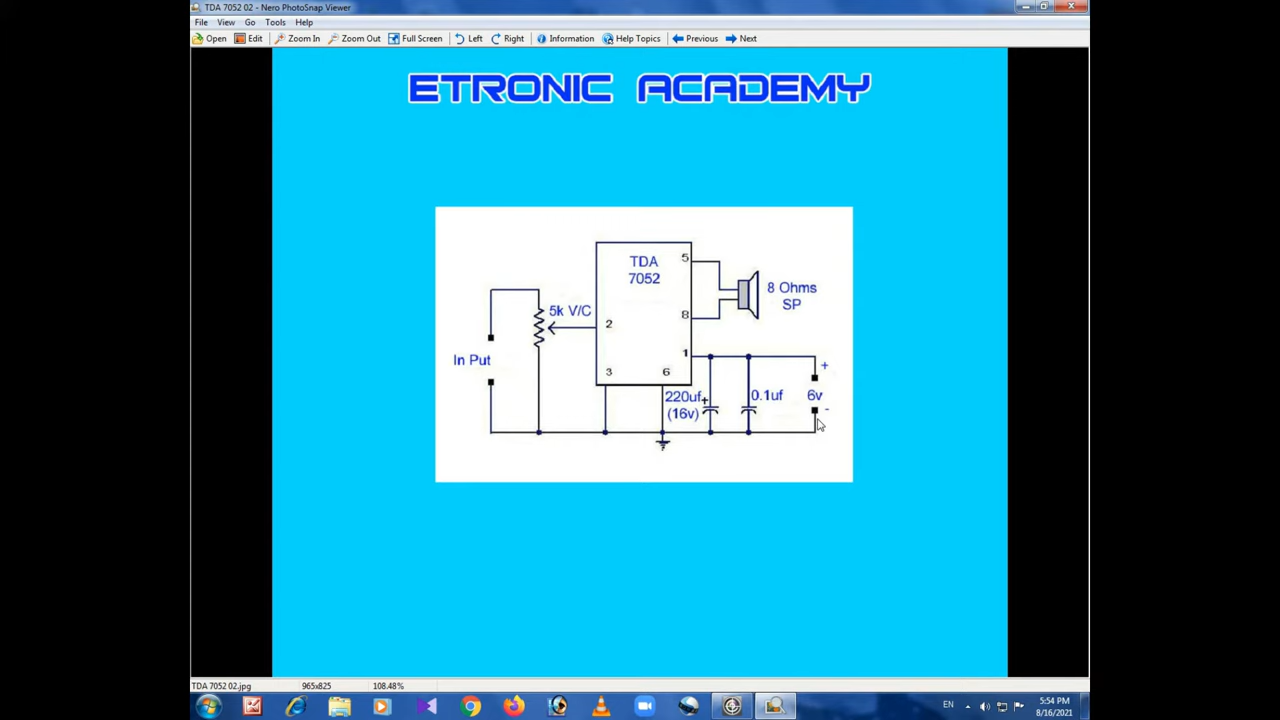 TDA 7052 02 - Nero PhotoSnap Viewer
File View Go Tools Help
Open Edit Zoom In Zoom Out Full Screen Left Right Information Help Topics Previous Next
ETRONIC ACADEMY
TDA
7052
5
8
1
2
3
6
5k V/C
In Put
8 Ohms
SP
220uf
+
(16v)
0.1uf
+
6v
-
TDA 7052 02.jpg 965x825 108.48%
EN
5:54 PM
8/16/2021